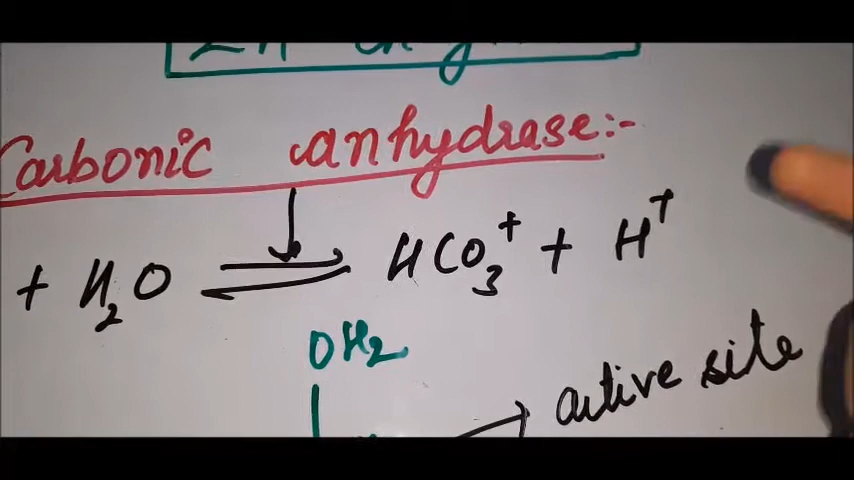 Carbonic anhydrase:-
+ H₂O ⇌ HCO₃⁺ + H⁺
OH₂
active site